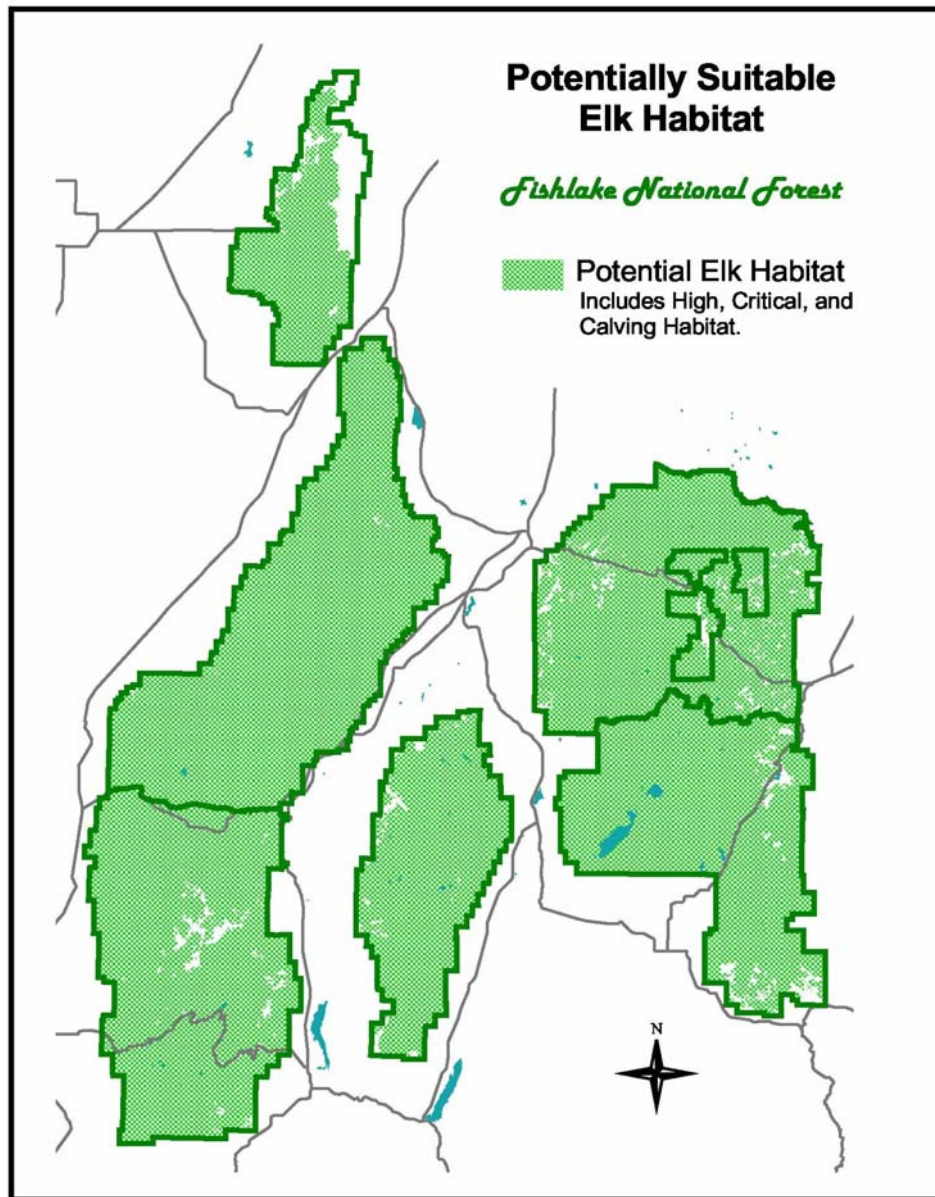 Potentially Suitable
Elk Habitat
Fishlake National Forest
Potential Elk Habitat
Includes High, Critical, and
Calving Habitat.
N